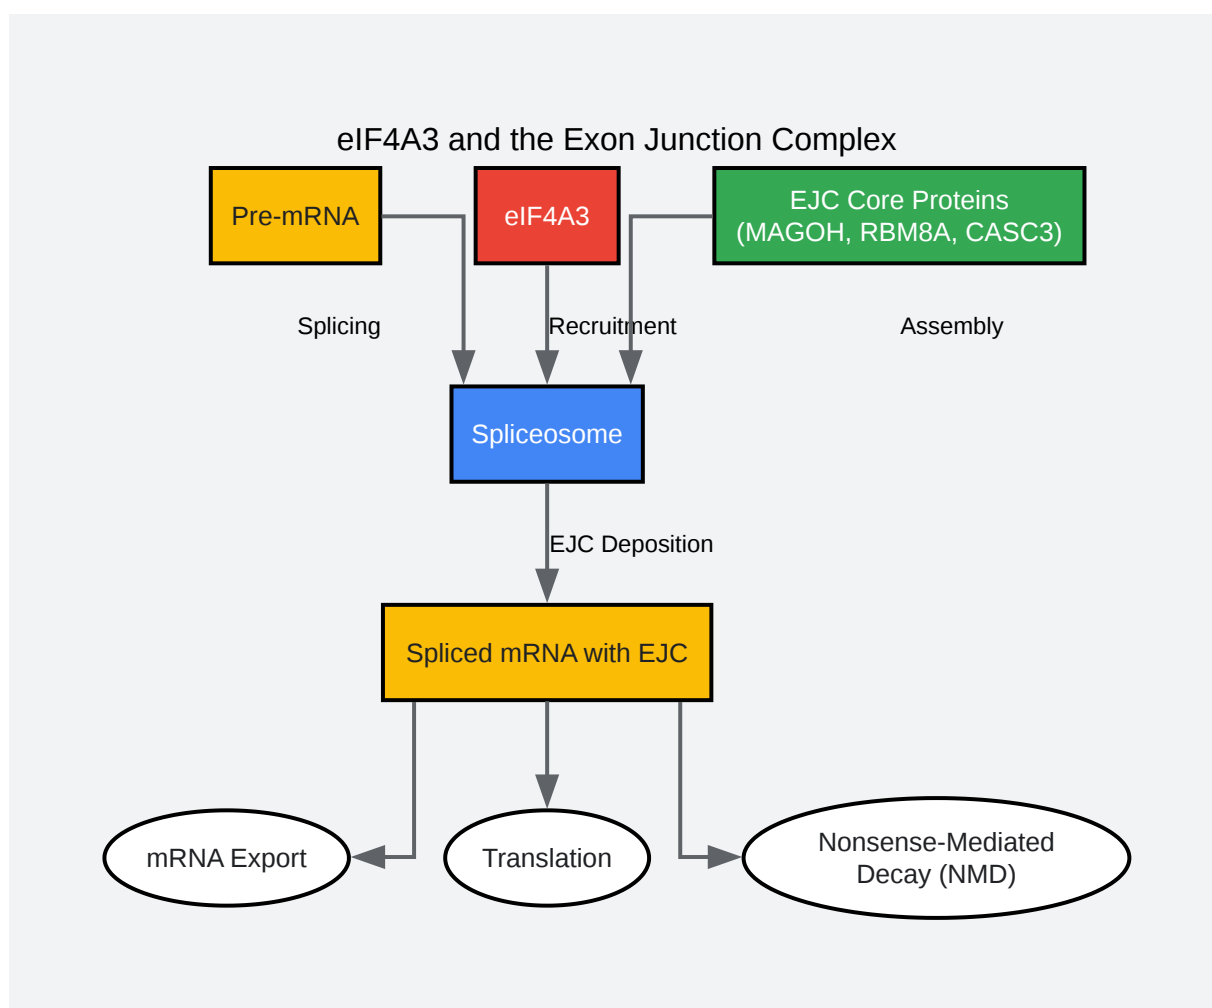 eIF4A3 and the Exon Junction Complex
Pre-mRNA
eIF4A3
EJC Core Proteins
(MAGOH, RBM8A, CASC3)
Splicing
Recruitment
Assembly
Spliceosome
EJC Deposition
Spliced mRNA with EJC
mRNA Export
Translation
Nonsense-Mediated
Decay (NMD)